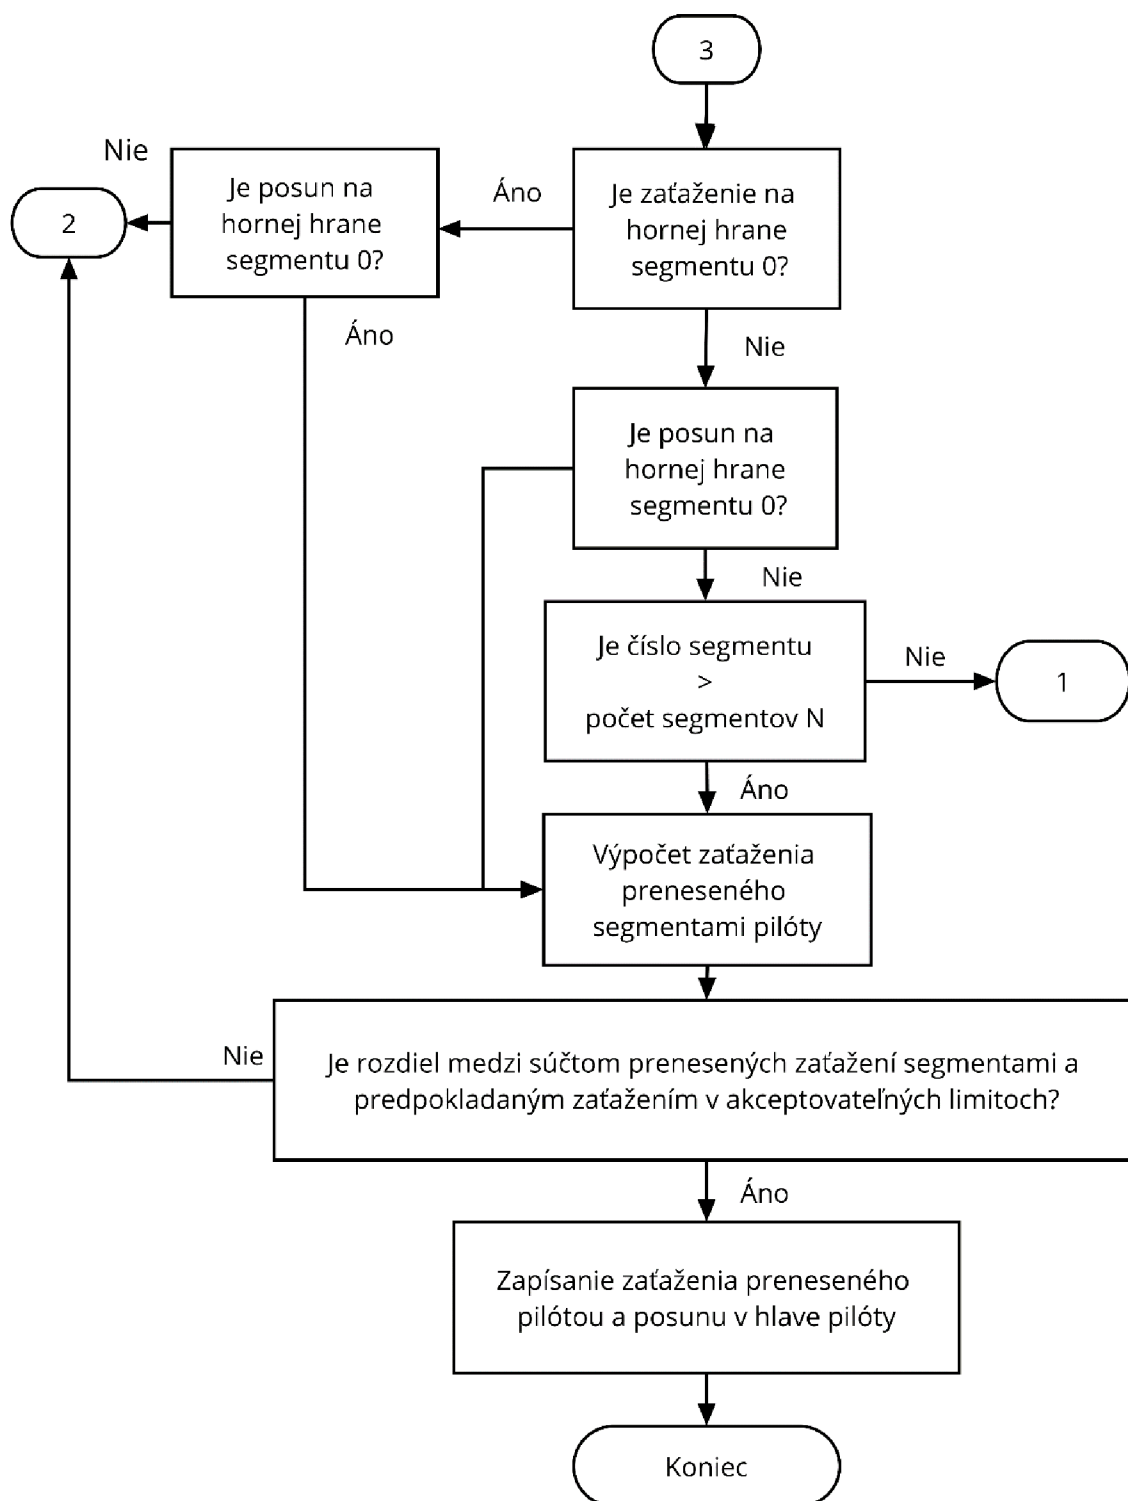 3
Nie
Je posun na
hornej hrane
segmentu 0?
Áno
Je zaťaženie na
hornej hrane
segmentu 0?
2
Áno
Nie
Je posun na
hornej hrane
segmentu 0?
Nie
Je číslo segmentu
>
počet segmentov N
Nie
1
Áno
Výpočet zaťaženia
preneseného
segmentami pilóty
Nie
Je rozdiel medzi súčtom prenesených zaťažení segmentami a
predpokladaným zaťažením v akceptovateľných limitoch?
Áno
Zapísanie zaťaženia preneseného
pilótou a posunu v hlave pilóty
Koniec